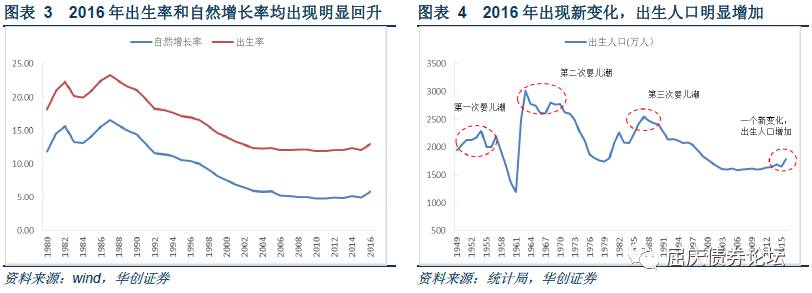 图表 3 2016 年出生率和自然增长率均出现明显回升
自然增长率 出生率
25.00
20.00
15.00
10.00
5.00
0.00
1980 1982 1984 1986 1988 1990 1992 1994 1996 1998 2000 2002 2004 2006 2008 2010 2012 2014 2016
资料来源：wind，华创证券
图表 4 2016 年出现新变化，出生人口明显增加
出生人口(万人)
3500
3000
2500
2000
1500
1000
第一次婴儿潮
第二次婴儿潮
第三次婴儿潮
一个新变化，
出生人口增加
1949 1952 1955 1958 1961 1964 1967 1970 1973 1976 1979 1982 1985 1988 1991 1994 1997 2000 2003 2006 2009 2012 2015
资料来源：统计局，华创证券
屈庆债券论坛